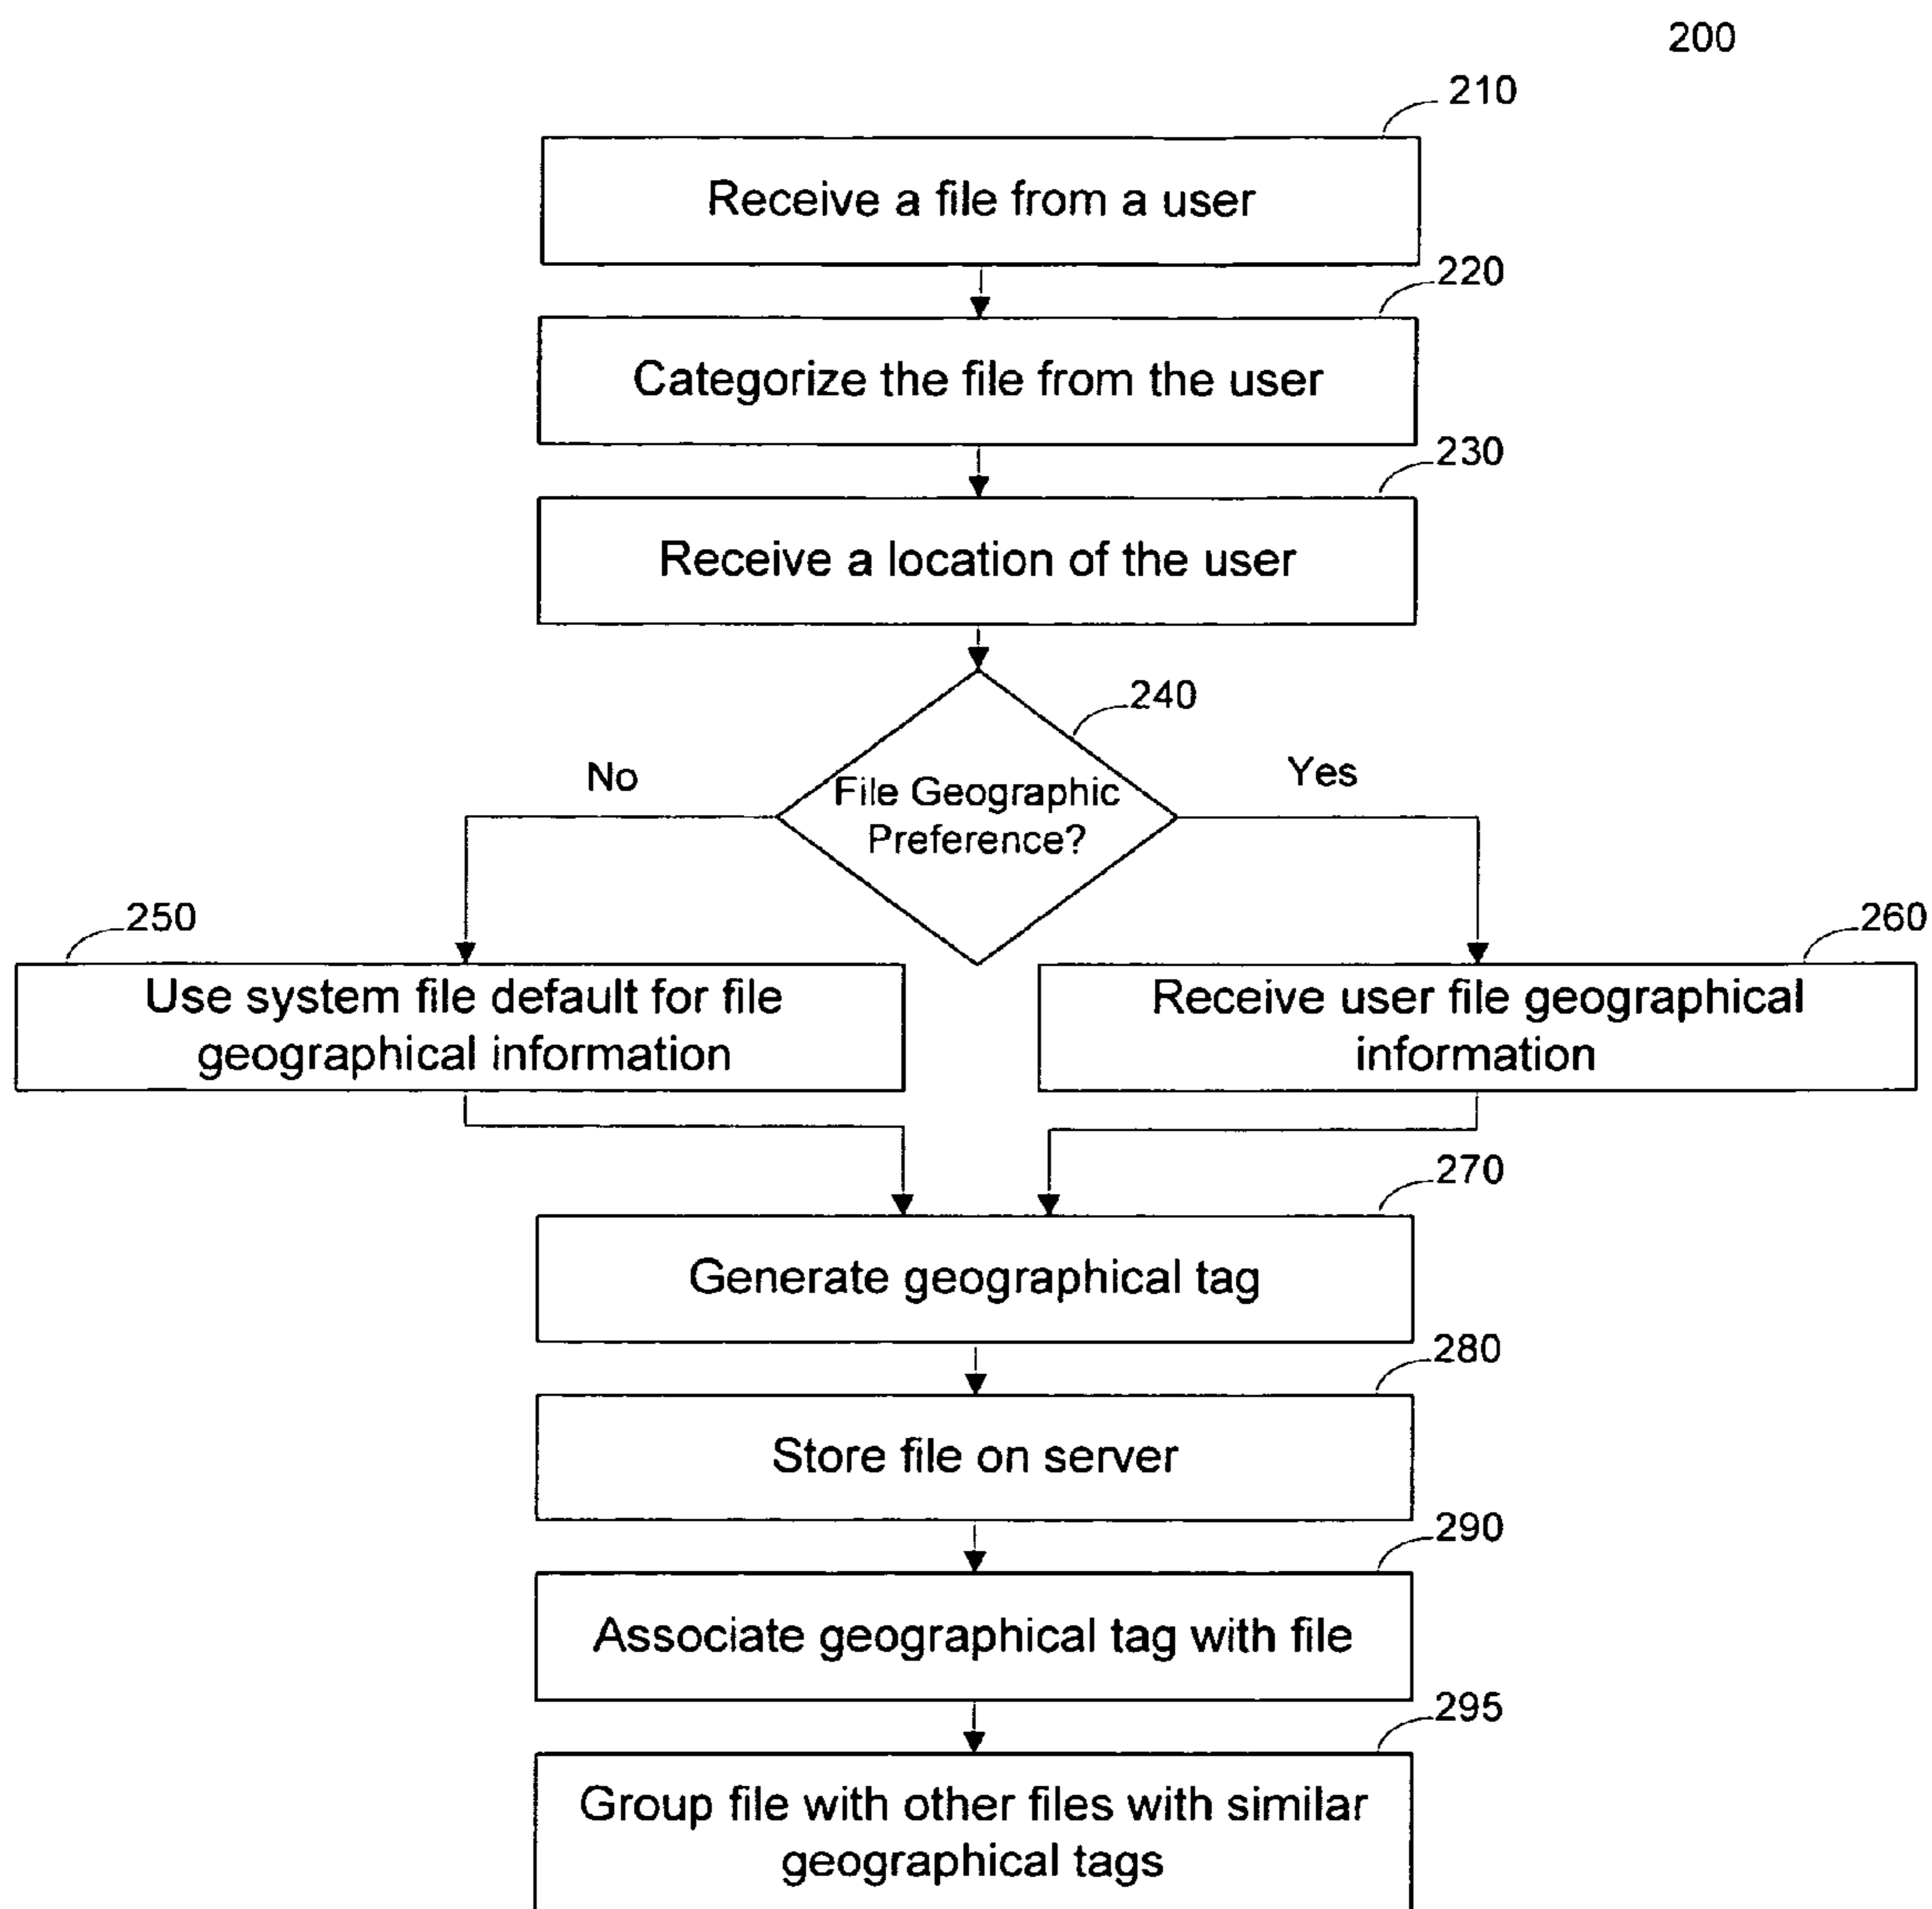 200
210
Receive a file from a user
220
Categorize the file from the user
230
Receive a location of the user
240
No
Yes
File Geographic
Preference?
250
260
Use system file default for file
geographical information
Receive user file geographical
information
270
Generate geographical tag
280
Store file on server
290
Associate geographical tag with file
295
Group file with other files with similar
geographical tags